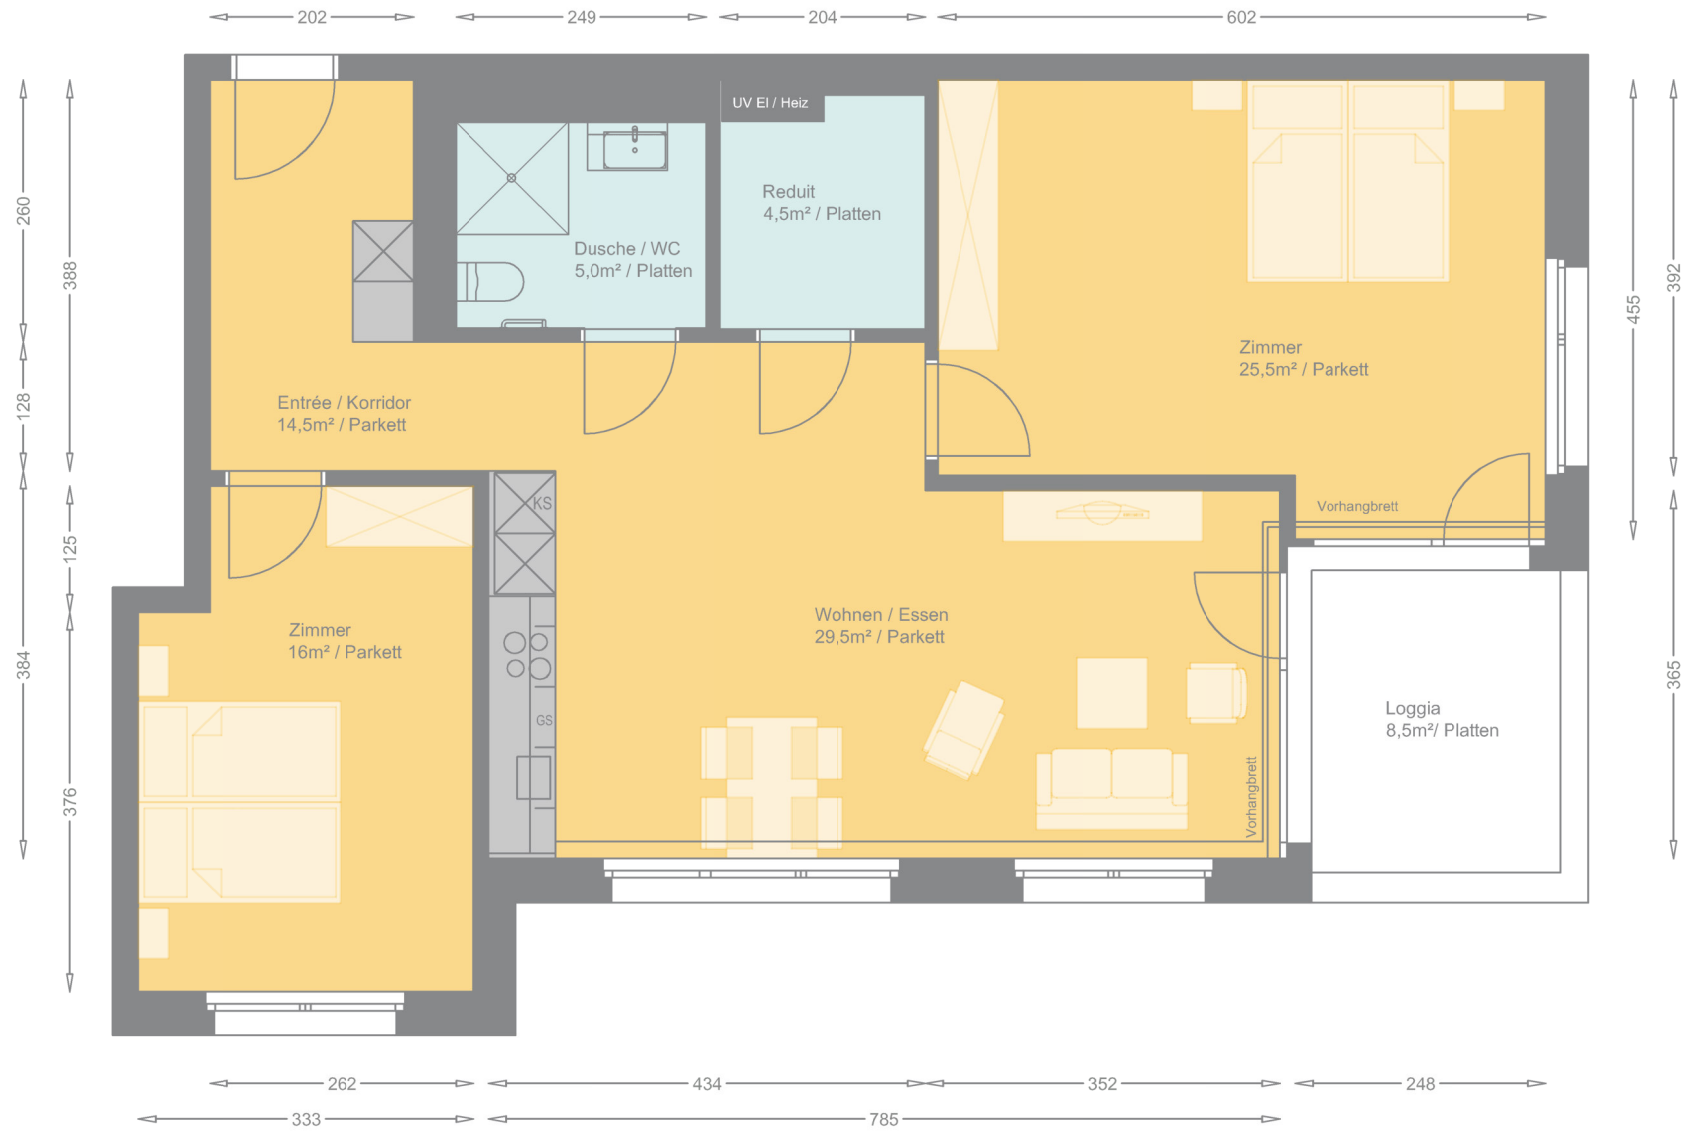 202
249
204
602
UV El / Heiz
Reduit
4,5m² / Platten
Dusche / WC
5,0m² / Platten
260
388
392
455
Zimmer
25,5m² / Parkett
128
Entrée / Korridor
14,5m² / Parkett
KS
Vorhangbrett
125
Wohnen / Essen
29,5m² / Parkett
Zimmer
16m² / Parkett
384
365
GS
Loggia
8,5m²/ Platten
Vorhangbrett
376
262
434
352
248
333
785